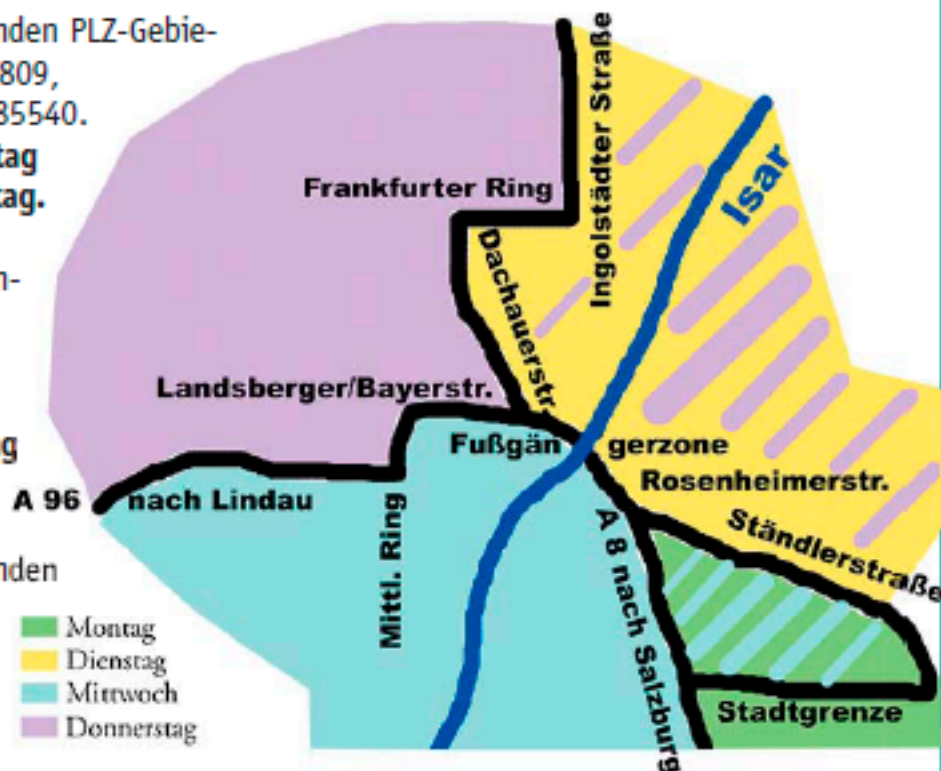 nden PLZ-Gebie-
809,
85540.
tag
tag.
n-
g
nden
Ingolstädter Straße
Isar
Frankfurter Ring
Dachauerstr.
Landsberger/Bayerstr.
Fußgän gerzone
Rosenheimerstr.
A 96 nach Lindau
Mittl. Ring
A 8 nach Salzburg
Ständlerstraße
Stadtgrenze
Montag
Dienstag
Mittwoch
Donnerstag